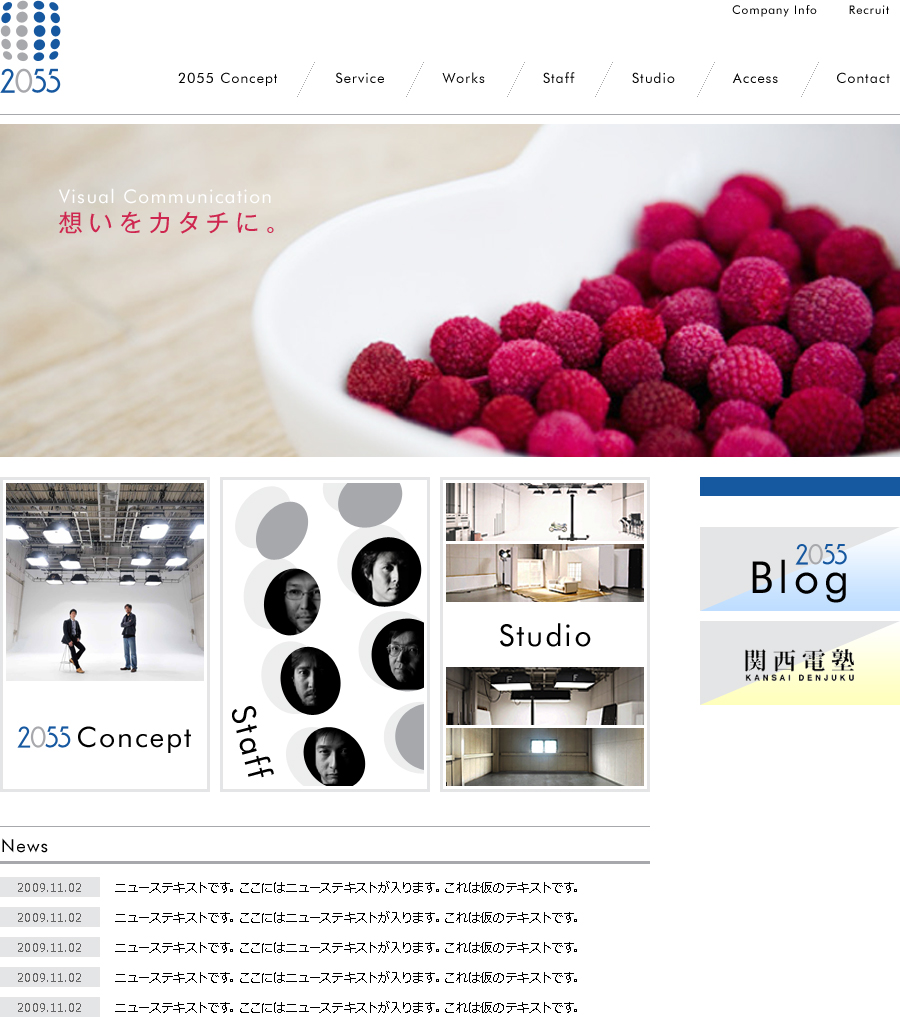 Company Info Recruit
2055
2055 Concept Service Works Staff Studio Access Contact
Visual Communication
想いをカタチに。
2055 Concept
Staff
Studio
2055
Blog
関西電塾
KANSAI DENJUKU
News
2009.11.02 ニューステキストです。ここにはニューステキストが入ります。これは仮のテキストです。
2009.11.02 ニューステキストです。ここにはニューステキストが入ります。これは仮のテキストです。
2009.11.02 ニューステキストです。ここにはニューステキストが入ります。これは仮のテキストです。
2009.11.02 ニューステキストです。ここにはニューステキストが入ります。これは仮のテキストです。
2009.11.02 ニューステキストです。ここにはニューステキストが入ります。これは仮のテキストです。